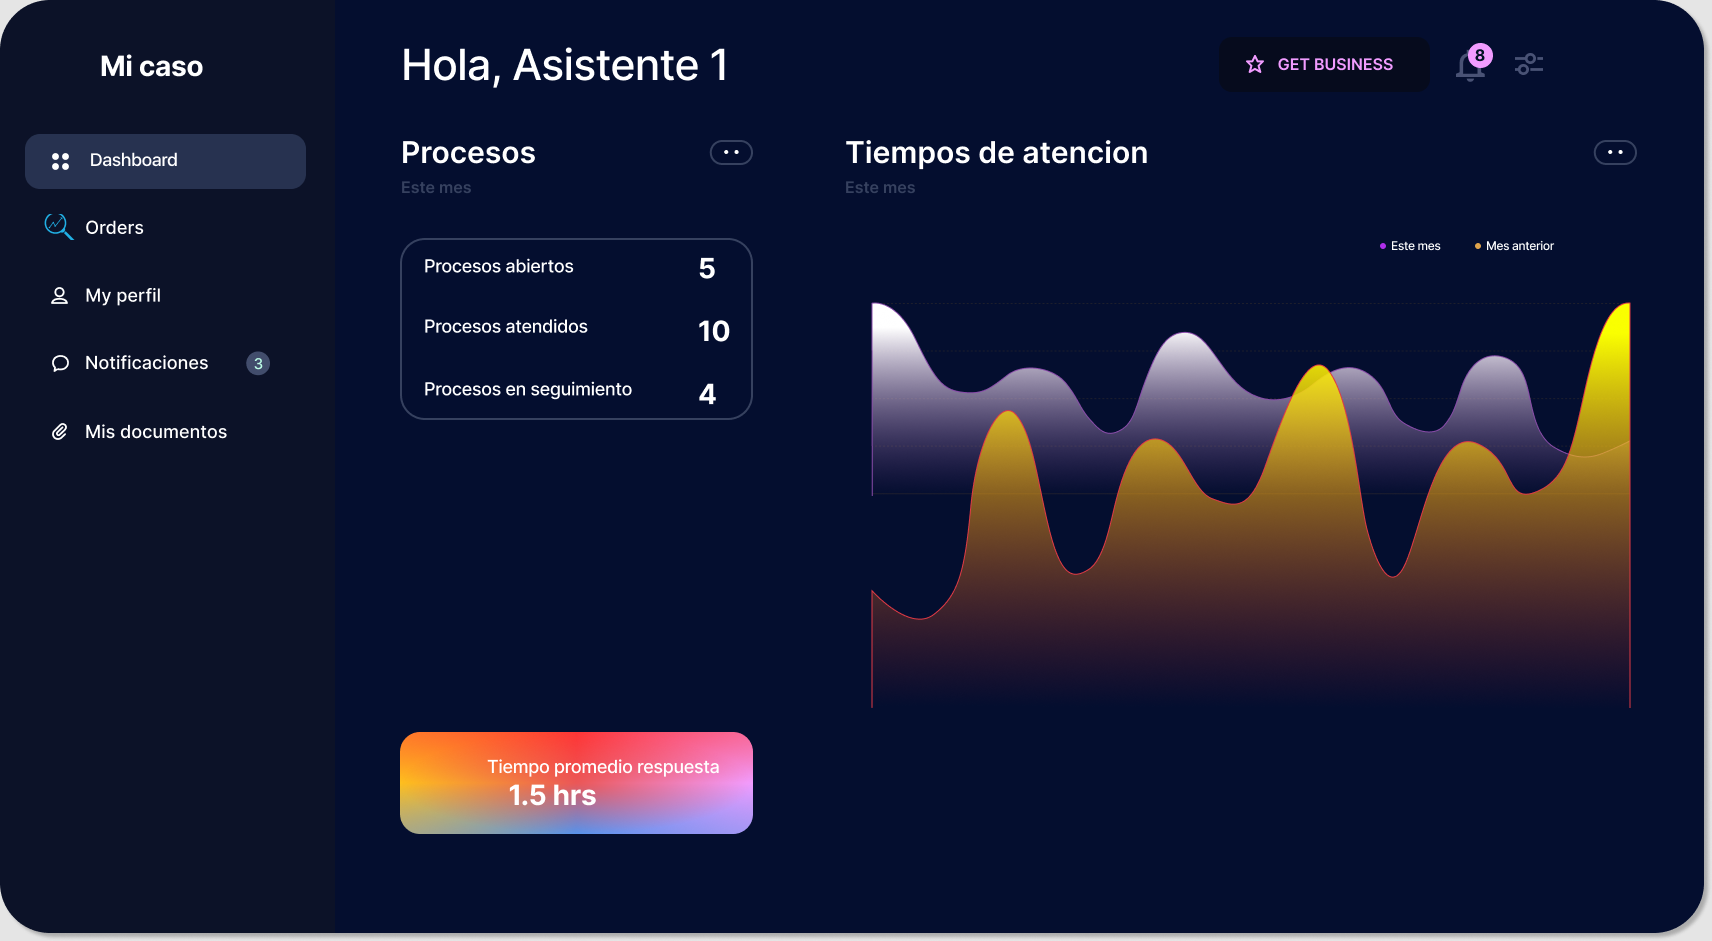 Mi caso
Dashboard
Orders
My perfil
Notificaciones 3
Mis documentos
Hola, Asistente 1
GET BUSINESS
8
Procesos
Este mes
Procesos abiertos 5
Procesos atendidos 10
Procesos en seguimiento 4
Tiempo promedio respuesta
1.5 hrs
Tiempos de atencion
Este mes
Este mes
Mes anterior